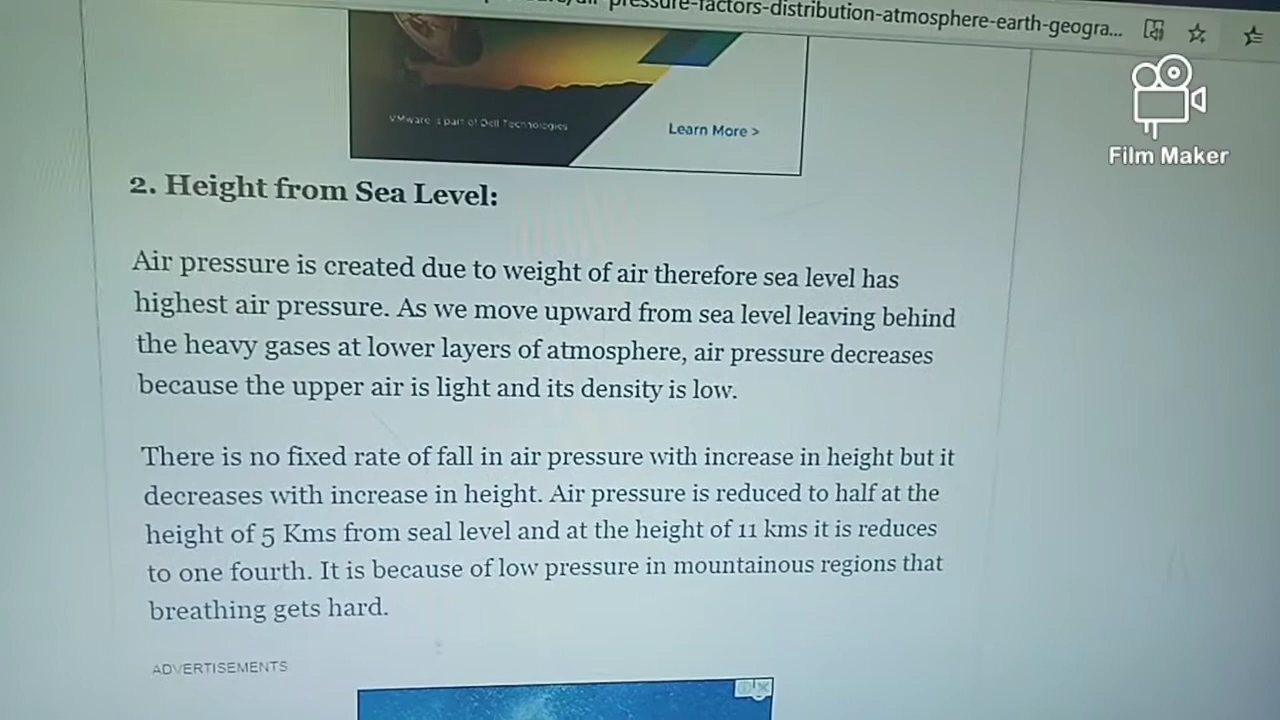 pressure-factors-distribution-atmosphere-earth-geogra...
Film Maker
VMware is part of Dell Technologies
Learn More >
2. Height from Sea Level:
Air pressure is created due to weight of air therefore sea level has
highest air pressure. As we move upward from sea level leaving behind
the heavy gases at lower layers of atmosphere, air pressure decreases
because the upper air is light and its density is low.
There is no fixed rate of fall in air pressure with increase in height but it
decreases with increase in height. Air pressure is reduced to half at the
height of 5 Kms from seal level and at the height of 11 kms it is reduces
to one fourth. It is because of low pressure in mountainous regions that
breathing gets hard.
ADVERTISEMENTS